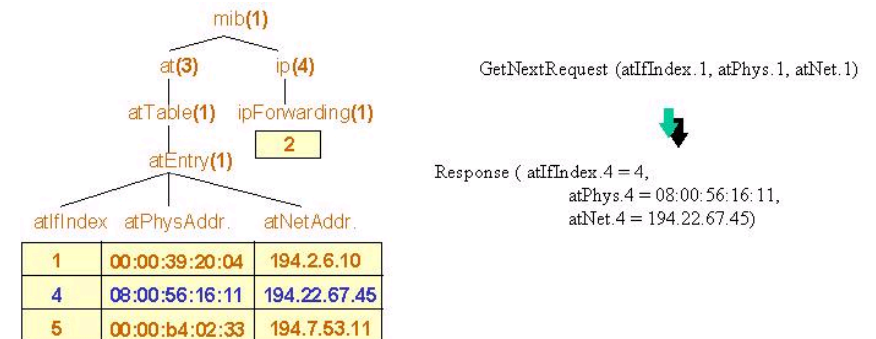 mib(1)
at(3) ip(4)
atTable(1) ipForwarding(1)
2
atEntry(1)
atIfIndex atPhysAddr. atNetAddr.
1 00:00:39:20:04 194.2.6.10
4 08:00:56:16:11 194.22.67.45
5 00:00:b4:02:33 194.7.53.11
GetNextRequest (atIfIndex.1, atPhys.1, atNet.1)
Response ( atIfIndex.4 = 4,
atPhys.4 = 08:00:56:16:11,
atNet.4 = 194.22.67.45)